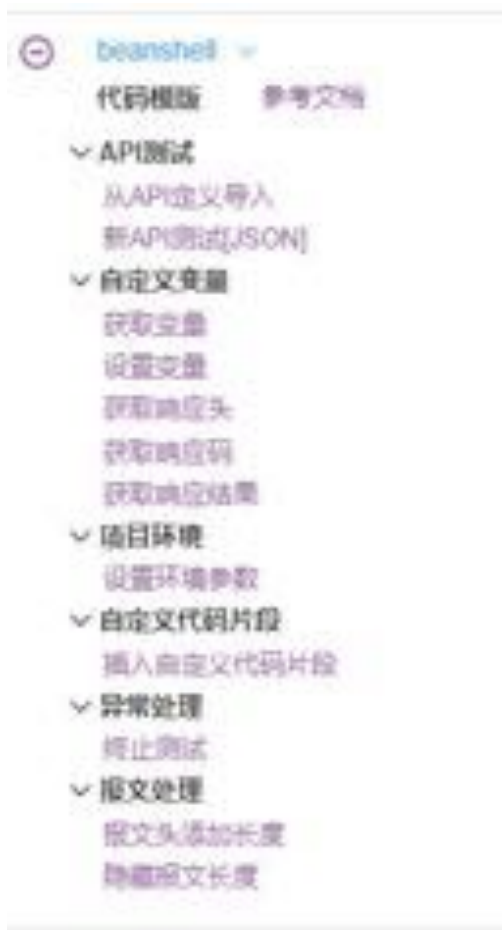 beanshell
代码模版 参考文档
API测试
从API定义导入
新API测试[JSON]
自定义变量
获取变量
设置变量
获取响应头
获取响应码
获取响应结果
项目环境
设置环境参数
自定义代码片段
插入自定义代码片段
异常处理
终止测试
报文处理
报文头添加长度
隐藏报文长度